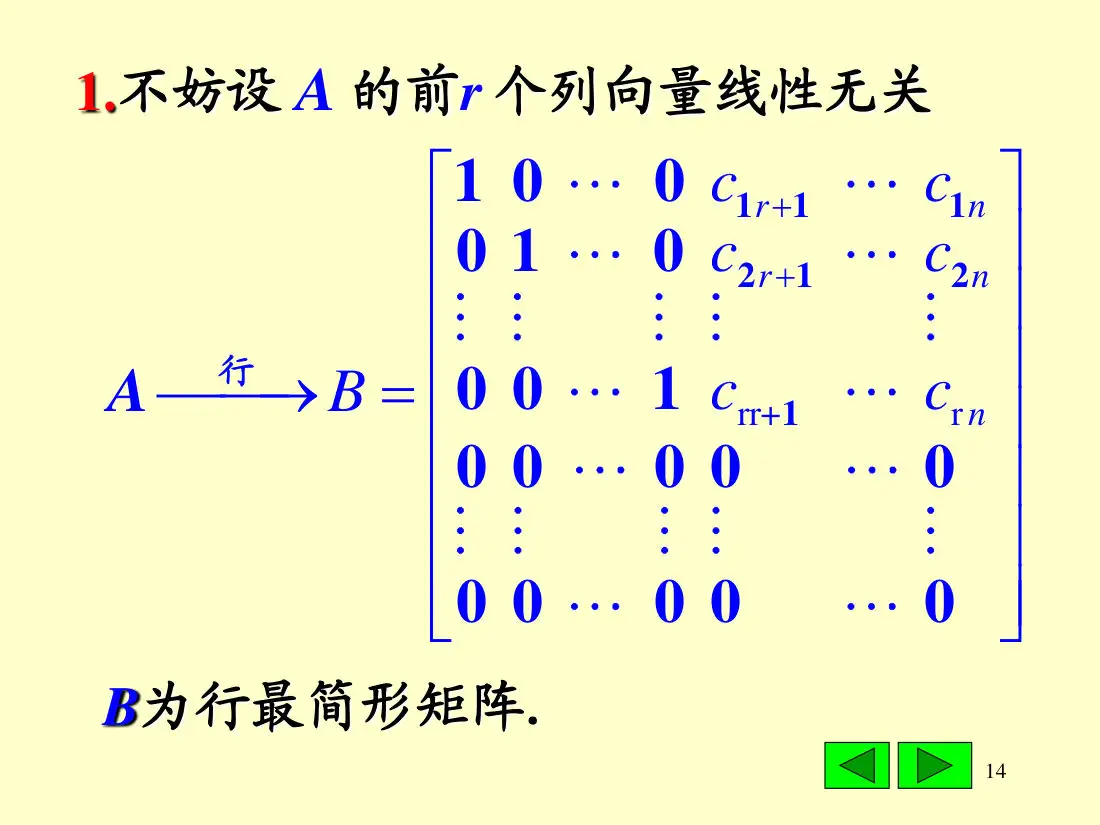 1.不妨设 A 的前r 个列向量线性无关
1 0 ⋯ 0 c1r+1 ⋯ c1n
0 1 ⋯ 0 c2r+1 ⋯ c2n
⋮ ⋮ ⋮ ⋮ ⋮
A ⟶行 B = 0 0 ⋯ 1 crr+1 ⋯ crn
0 0 ⋯ 0 0 ⋯ 0
⋮ ⋮ ⋮ ⋮ ⋮
0 0 ⋯ 0 0 ⋯ 0
B为行最简形矩阵.
14